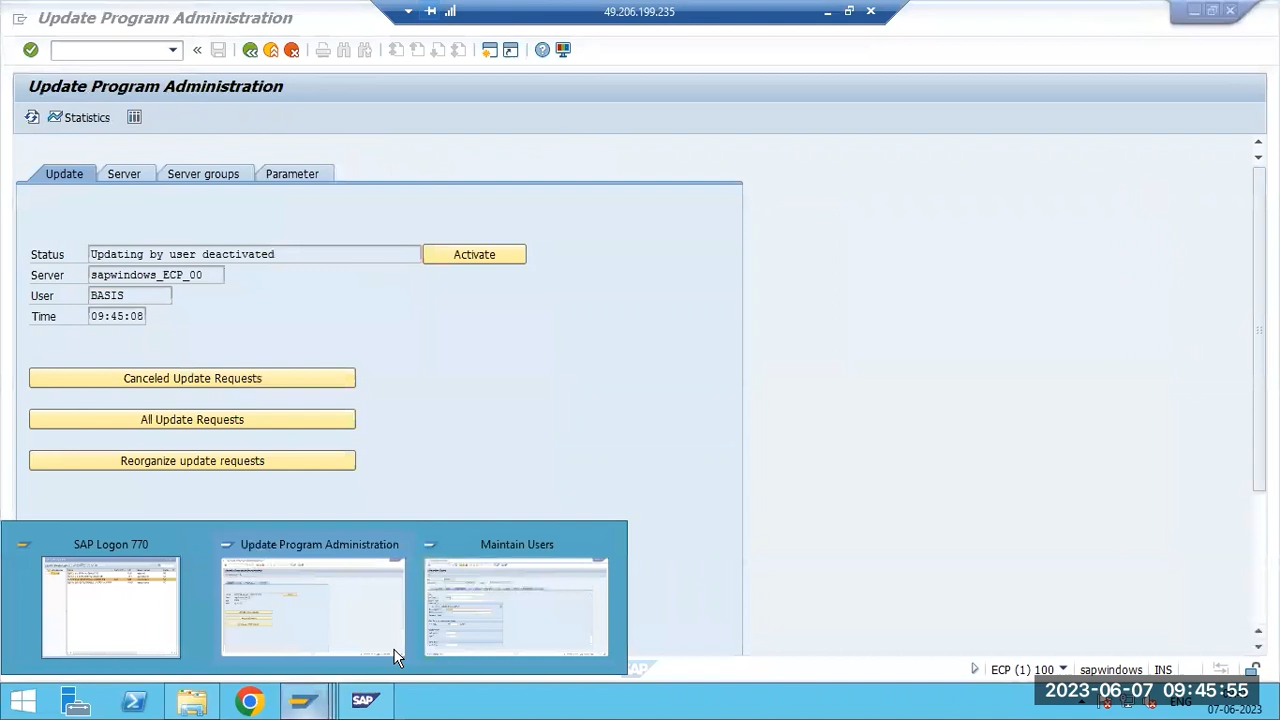 Update Program Administration
49.206.199.235
Update Program Administration
Statistics
Update Server Server groups Parameter
Status Updating by user deactivated Activate
Server sapwindows_ECP_00
User BASIS
Time 09:45:08
Canceled Update Requests
All Update Requests
Reorganize update requests
SAP Logon 770 Update Program Administration Maintain Users
SAP ECP (1) 100 sapwindows INS
SAP
2023-06-07 09:45:55
ENG
07-06-2023